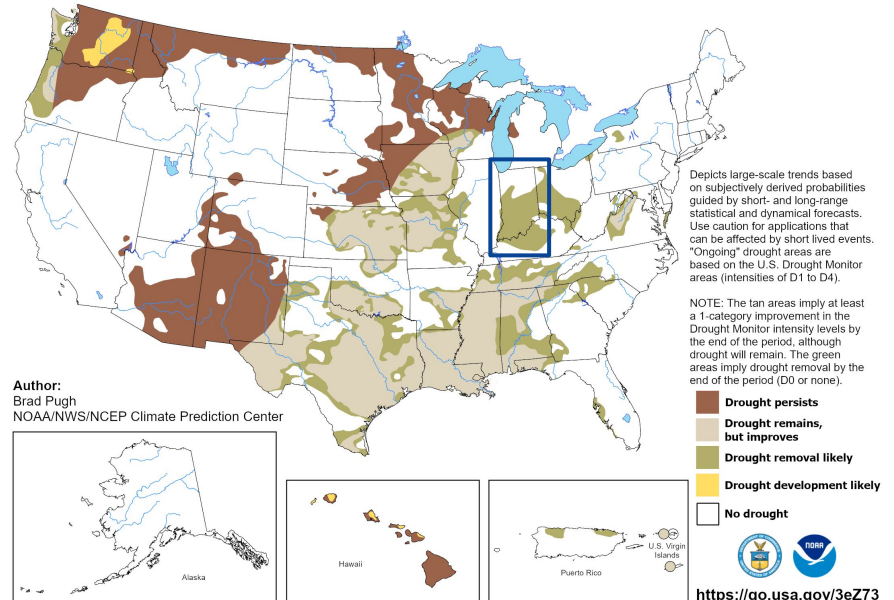 Depicts large-scale trends based
on subjectively derived probabilities
guided by short- and long-range
statistical and dynamical forecasts.
Use caution for applications that
can be affected by short lived events.
"Ongoing" drought areas are
based on the U.S. Drought Monitor
areas (intensities of D1 to D4).
NOTE: The tan areas imply at least
a 1-category improvement in the
Drought Monitor intensity levels by
the end of the period, although
drought will remain. The green
areas imply drought removal by the
end of the period (D0 or none).
Author:
Brad Pugh
NOAA/NWS/NCEP Climate Prediction Center
Drought persists
Drought remains,
but improves
Drought removal likely
Drought development likely
No drought
Alaska
Hawaii
Puerto Rico
U.S. Virgin
Islands
NOAA
https://go.usa.gov/3eZ73